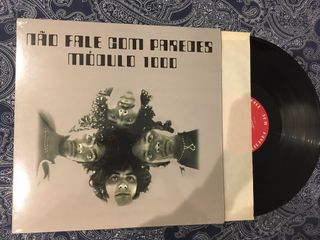 NÃO FALE COM PAREDES
MÓDULO 1000